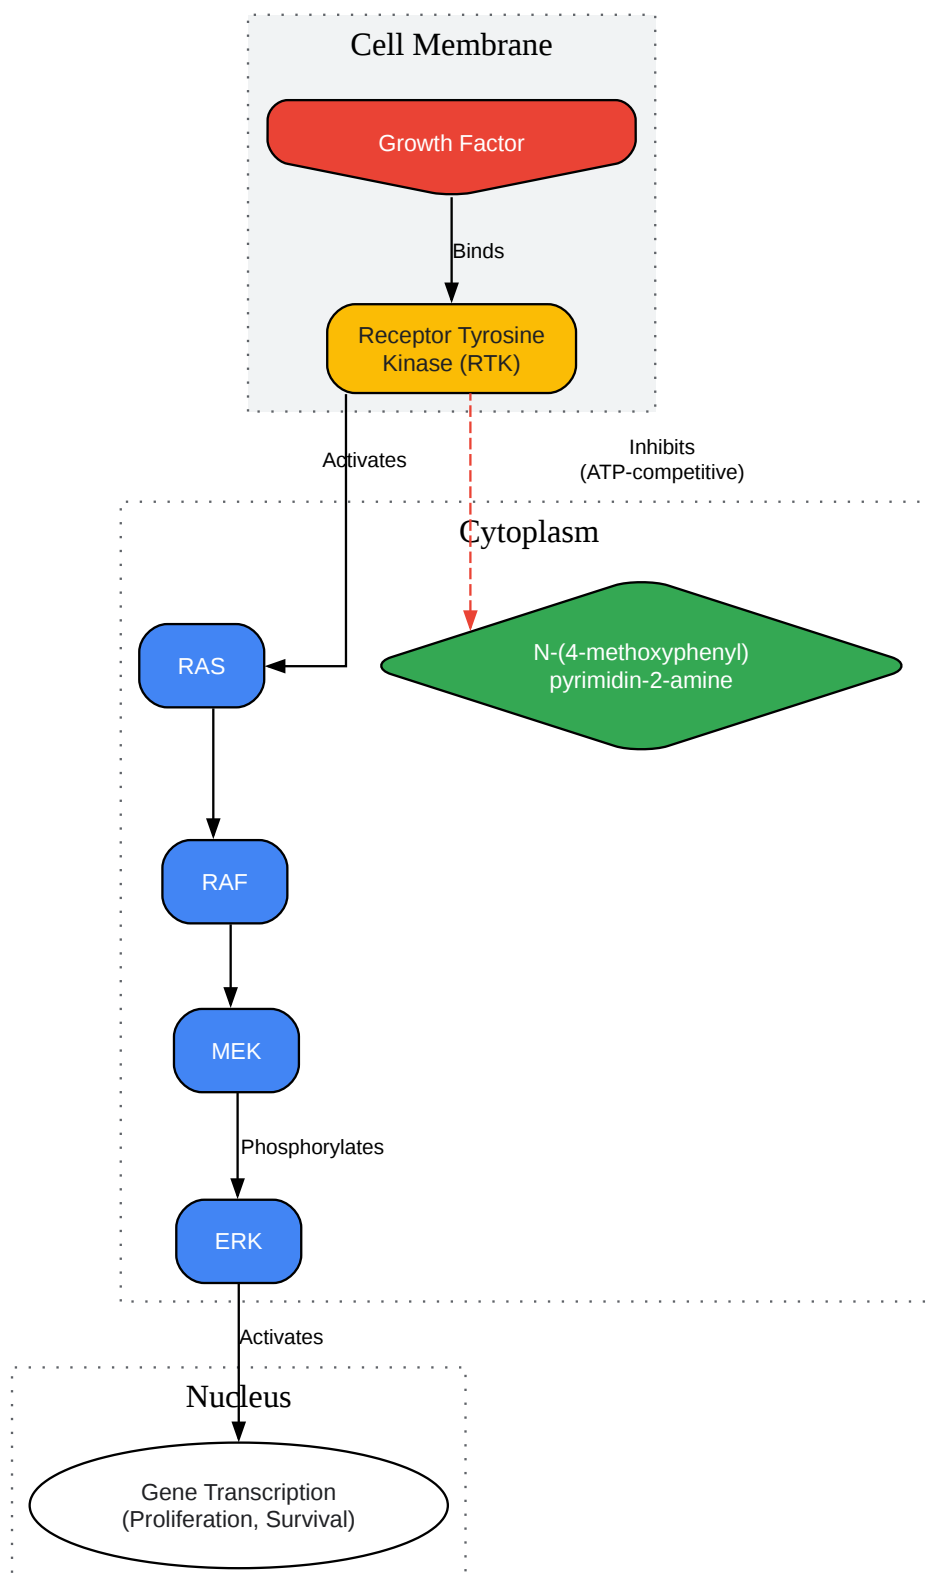 Cell Membrane
Growth Factor
Binds
Receptor Tyrosine
Kinase (RTK)
Activates
Inhibits
(ATP-competitive)
Cytoplasm
RAS
N-(4-methoxyphenyl)
pyrimidin-2-amine
RAF
MEK
Phosphorylates
ERK
Activates
Nucleus
Gene Transcription
(Proliferation, Survival)